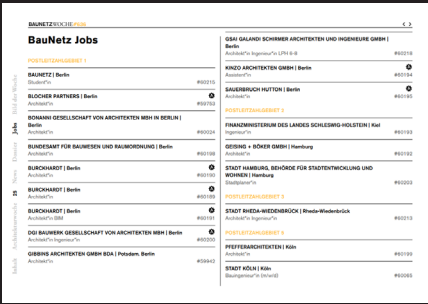 BAUNETZWOCHE#626
< >
BauNetz Jobs
POSTLEITZAHLGEBIET 1
BAUNETZ | Berlin
Student*in #60215
BLOCHER PARTNERS | Berlin
Architekt*in #59763
BONANNI GESELLSCHAFT VON ARCHITEKTEN MBH IN BERLIN |
Berlin
Architekt*in #60024
BUNDESAMT FÜR BAUWESEN UND RAUMORDNUNG | Berlin
Architekt*in #60198
BURCKHARDT | Berlin
Architekt*in #60190
BURCKHARDT | Berlin
Architekt*in #60189
BURCKHARDT | Berlin
Architekt*in BIM #60191
DGI BAUWERK GESELLSCHAFT VON ARCHITEKTEN MBH | Berlin
Architekt*in Ingenieur*in #60200
GIBBINS ARCHITEKTEN GMBH BDA | Potsdam, Berlin
Architekt*in #59942
GSAI GALANDI SCHIRMER ARCHITEKTEN UND INGENIEURE GMBH |
Berlin
Architekt*in Ingenieur*in LPH 6-8 #60218
KINZO ARCHITEKTEN GMBH | Berlin
Assistent*in #60194
SAUERBRUCH HUTTON | Berlin
Architekt*in #60195
POSTLEITZAHLGEBIET 2
FINANZMINISTERIUM DES LANDES SCHLESWIG-HOLSTEIN | Kiel
Ingenieur*in #60193
GEISING + BÖKER GMBH | Hamburg
Architekt*in #60192
STADT HAMBURG, BEHÖRDE FÜR STADTENTWICKLUNG UND
WOHNEN | Hamburg
Stadtplaner*in #60203
POSTLEITZAHLGEBIET 3
STADT RHEDA-WIEDENBRÜCK | Rheda-Wiedenbrück
Architekt*in Ingenieur*in #60213
POSTLEITZAHLGEBIET 5
PFEFFERARCHITEKTEN | Köln
Architekt*in #60199
STADT KÖLN | Köln
Bauingenieur*in (m/w/d) #60065
Inhalt
Architekturwoche
25
News
Dossier
Jobs
Bild der Woche